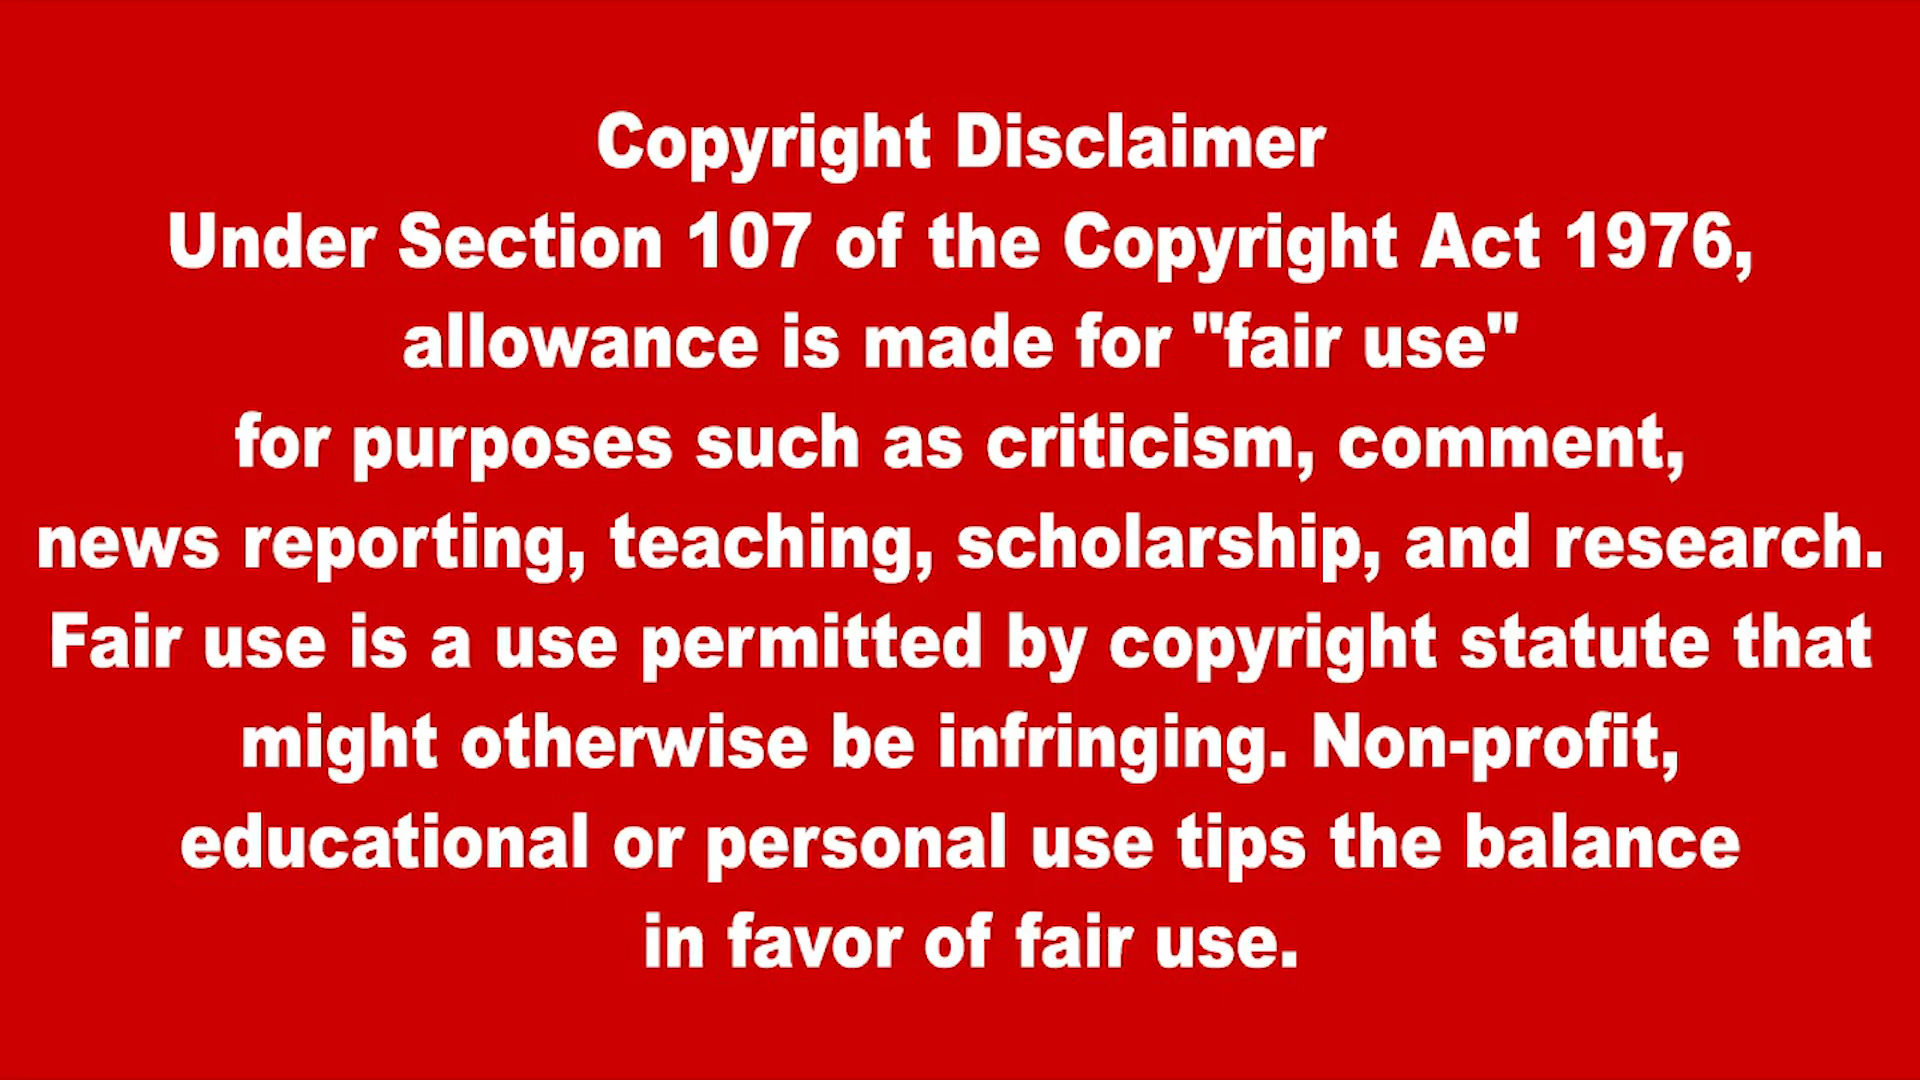 Copyright Disclaimer
Under Section 107 of the Copyright Act 1976,
allowance is made for "fair use"
for purposes such as criticism, comment,
news reporting, teaching, scholarship, and research.
Fair use is a use permitted by copyright statute that
might otherwise be infringing. Non-profit,
educational or personal use tips the balance
in favor of fair use.